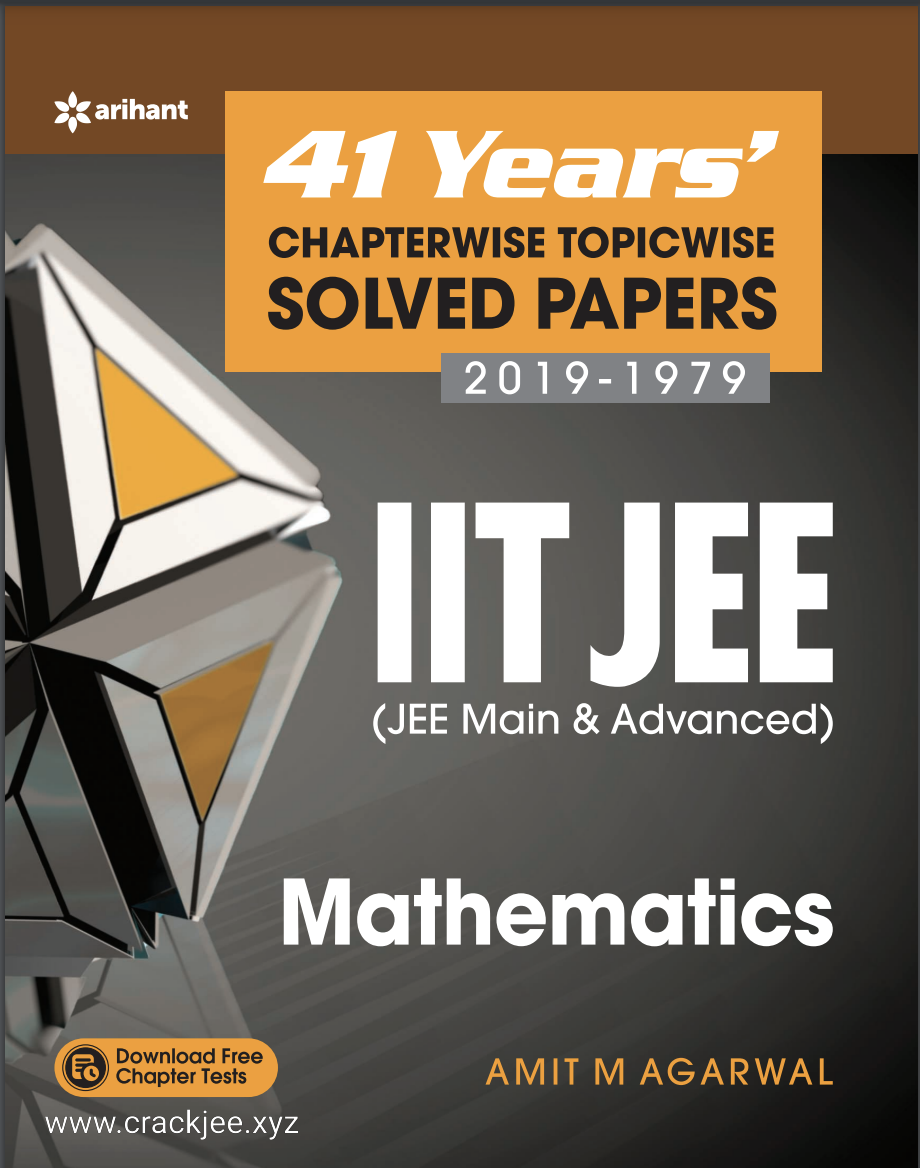 arihant
41 Years’
CHAPTERWISE TOPICWISE
SOLVED PAPERS
2019-1979
IIT JEE
(JEE Main & Advanced)
Mathematics
Download Free
Chapter Tests
AMIT M AGARWAL
www.crackjee.xyz